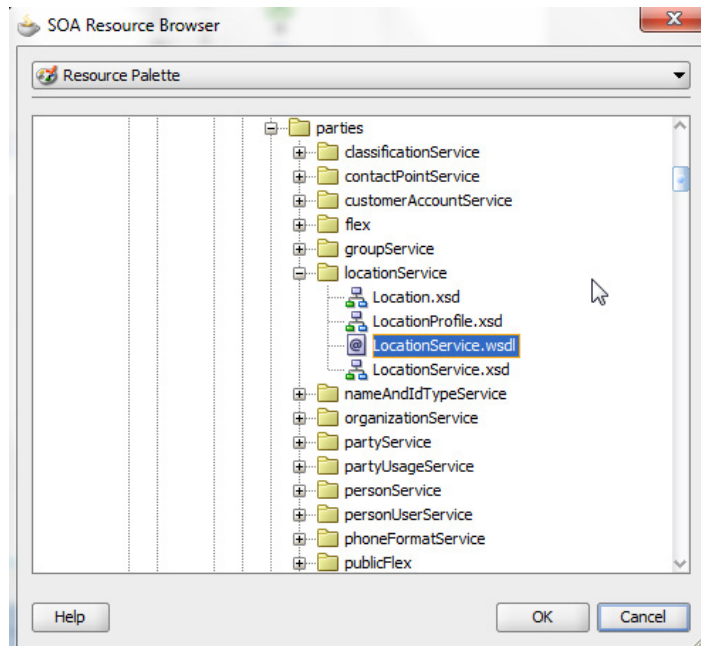 SOA Resource Browser
Resource Palette
parties
classificationService
contactPointService
customerAccountService
flex
groupService
locationService
Location.xsd
LocationProfile.xsd
LocationService.wsdl
LocationService.xsd
nameAndIdTypeService
organizationService
partyService
partyUsageService
personService
personUserService
phoneFormatService
publicFlex
Help OK Cancel